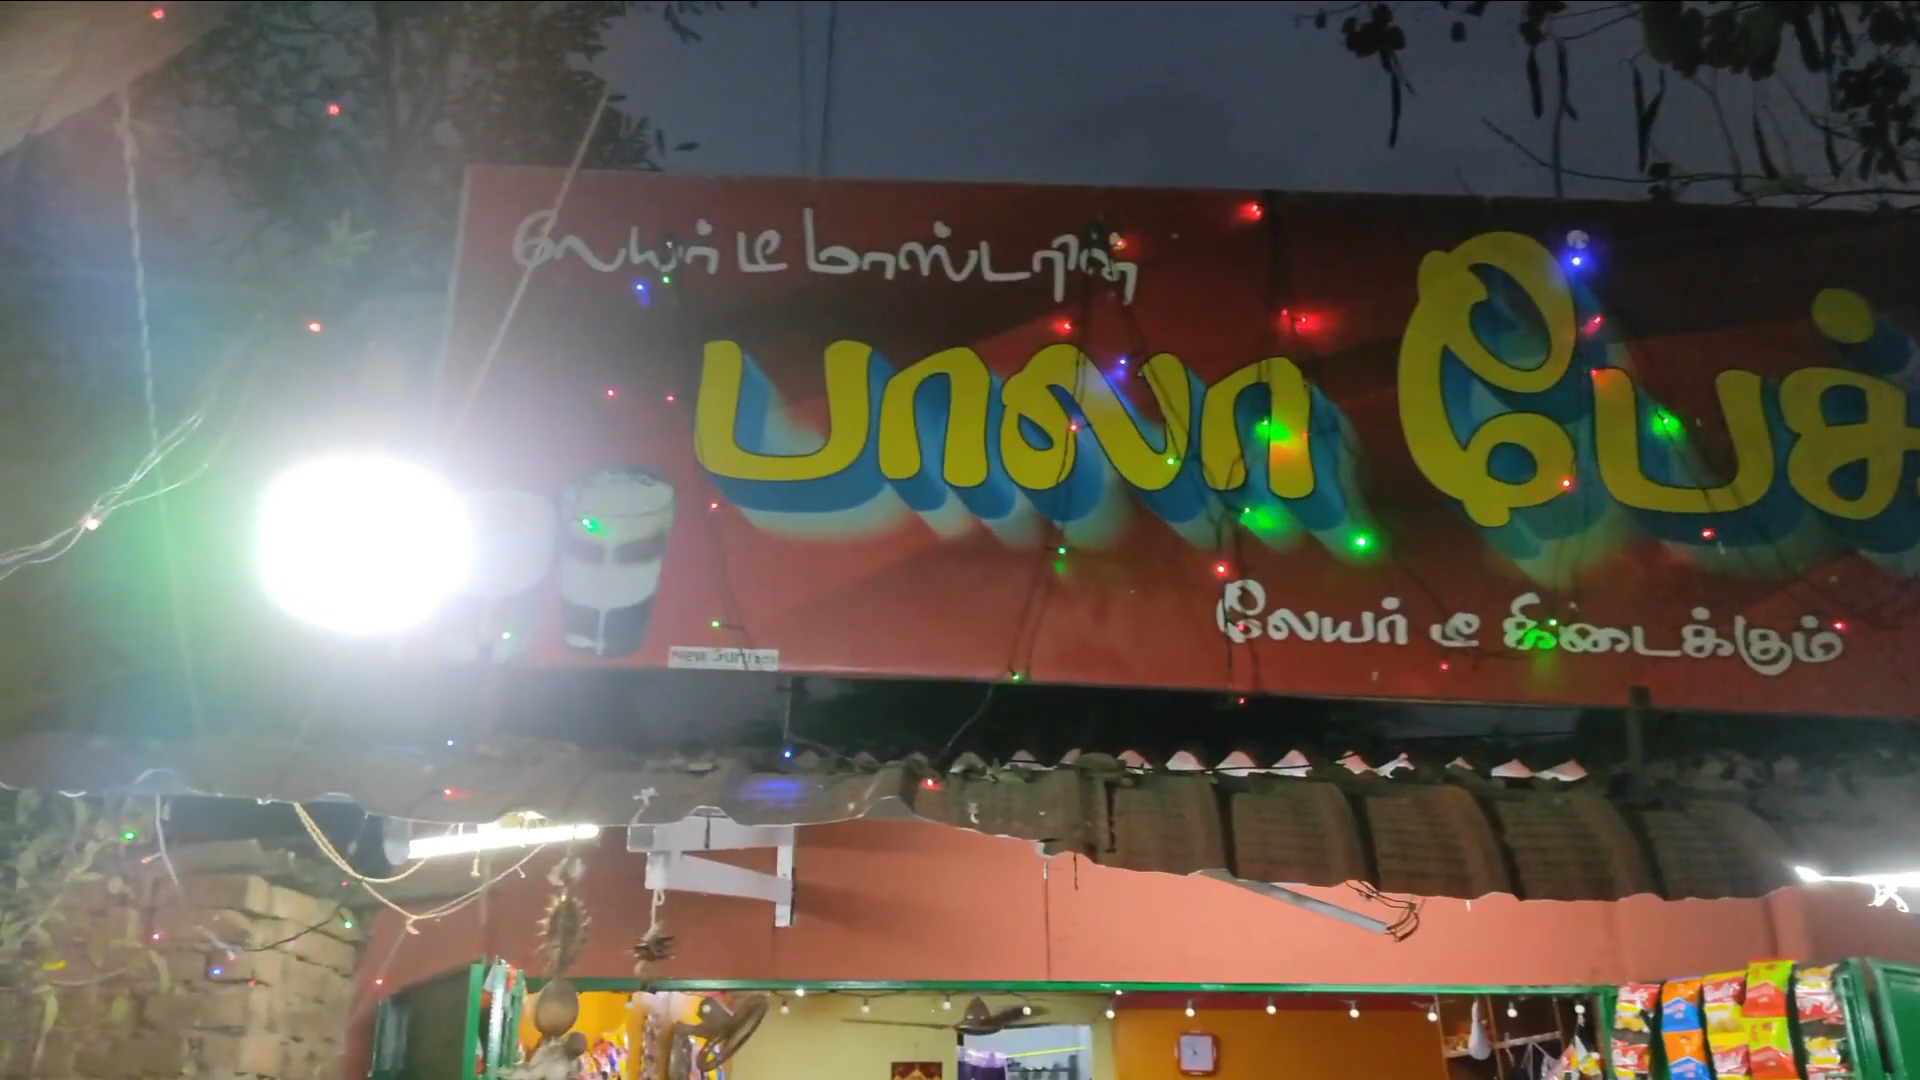 லேயர் டீ மாஸ்டரின்
பாலா பேக்
லேயர் டீ கிடைக்கும்